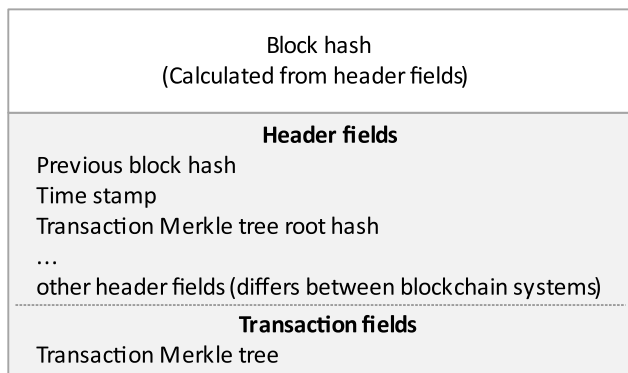 Block hash
(Calculated from header fields)
Header fields
Previous block hash
Time stamp
Transaction Merkle tree root hash
...
other header fields (differs between blockchain systems)
Transaction fields
Transaction Merkle tree